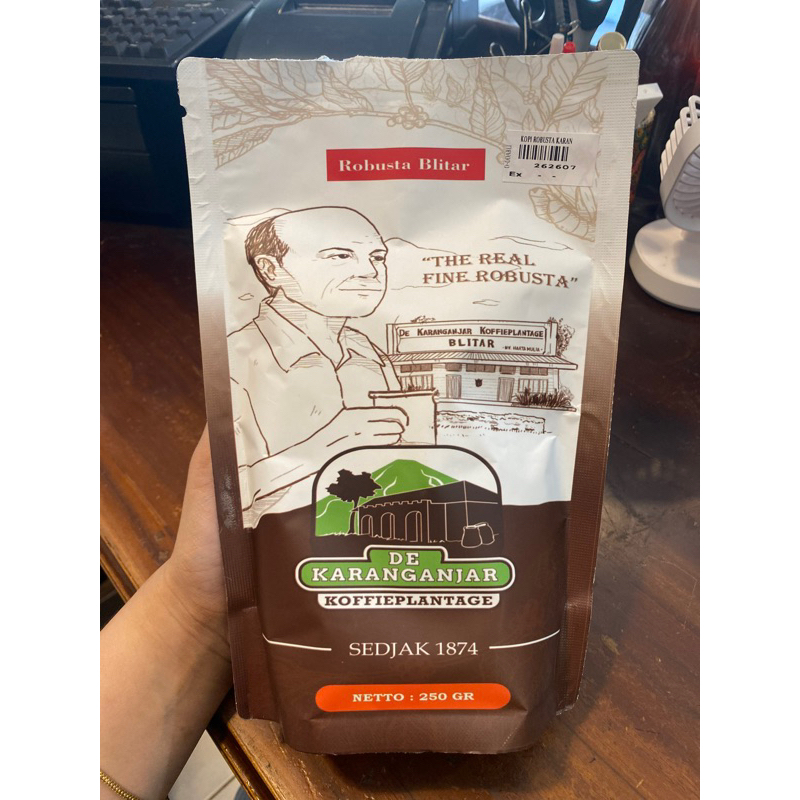 KOPI ROBUSTA KARAN
262607
Ex - -
Robusta Blitar
“THE REAL
FINE ROBUSTA”
DE KARANGANJAR KOFFIEPLANTAGE
BLITAR
DE
KARANGANJAR
KOFFIEPLANTAGE
SEDJAK 1874
NETTO : 250 GR